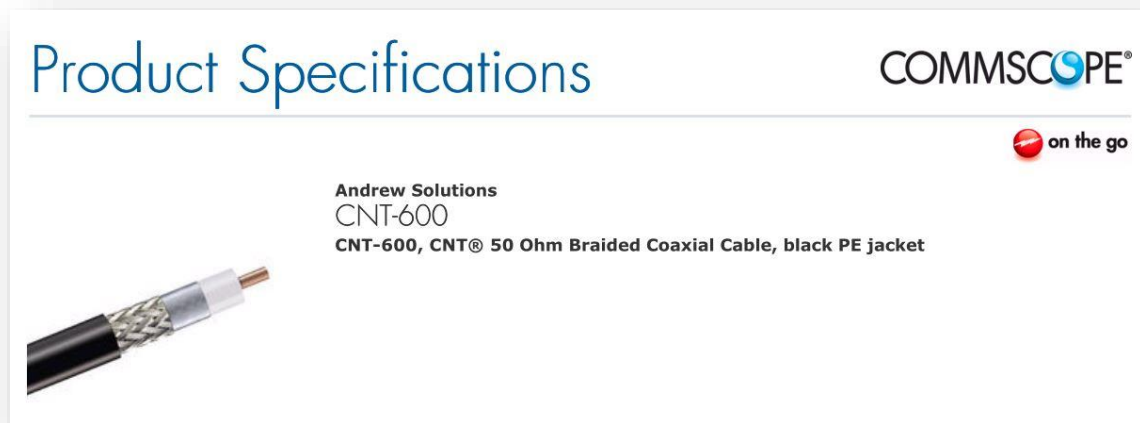 Product Specifications
COMMSCOPE®
on the go
Andrew Solutions
CNT-600
CNT-600, CNT® 50 Ohm Braided Coaxial Cable, black PE jacket